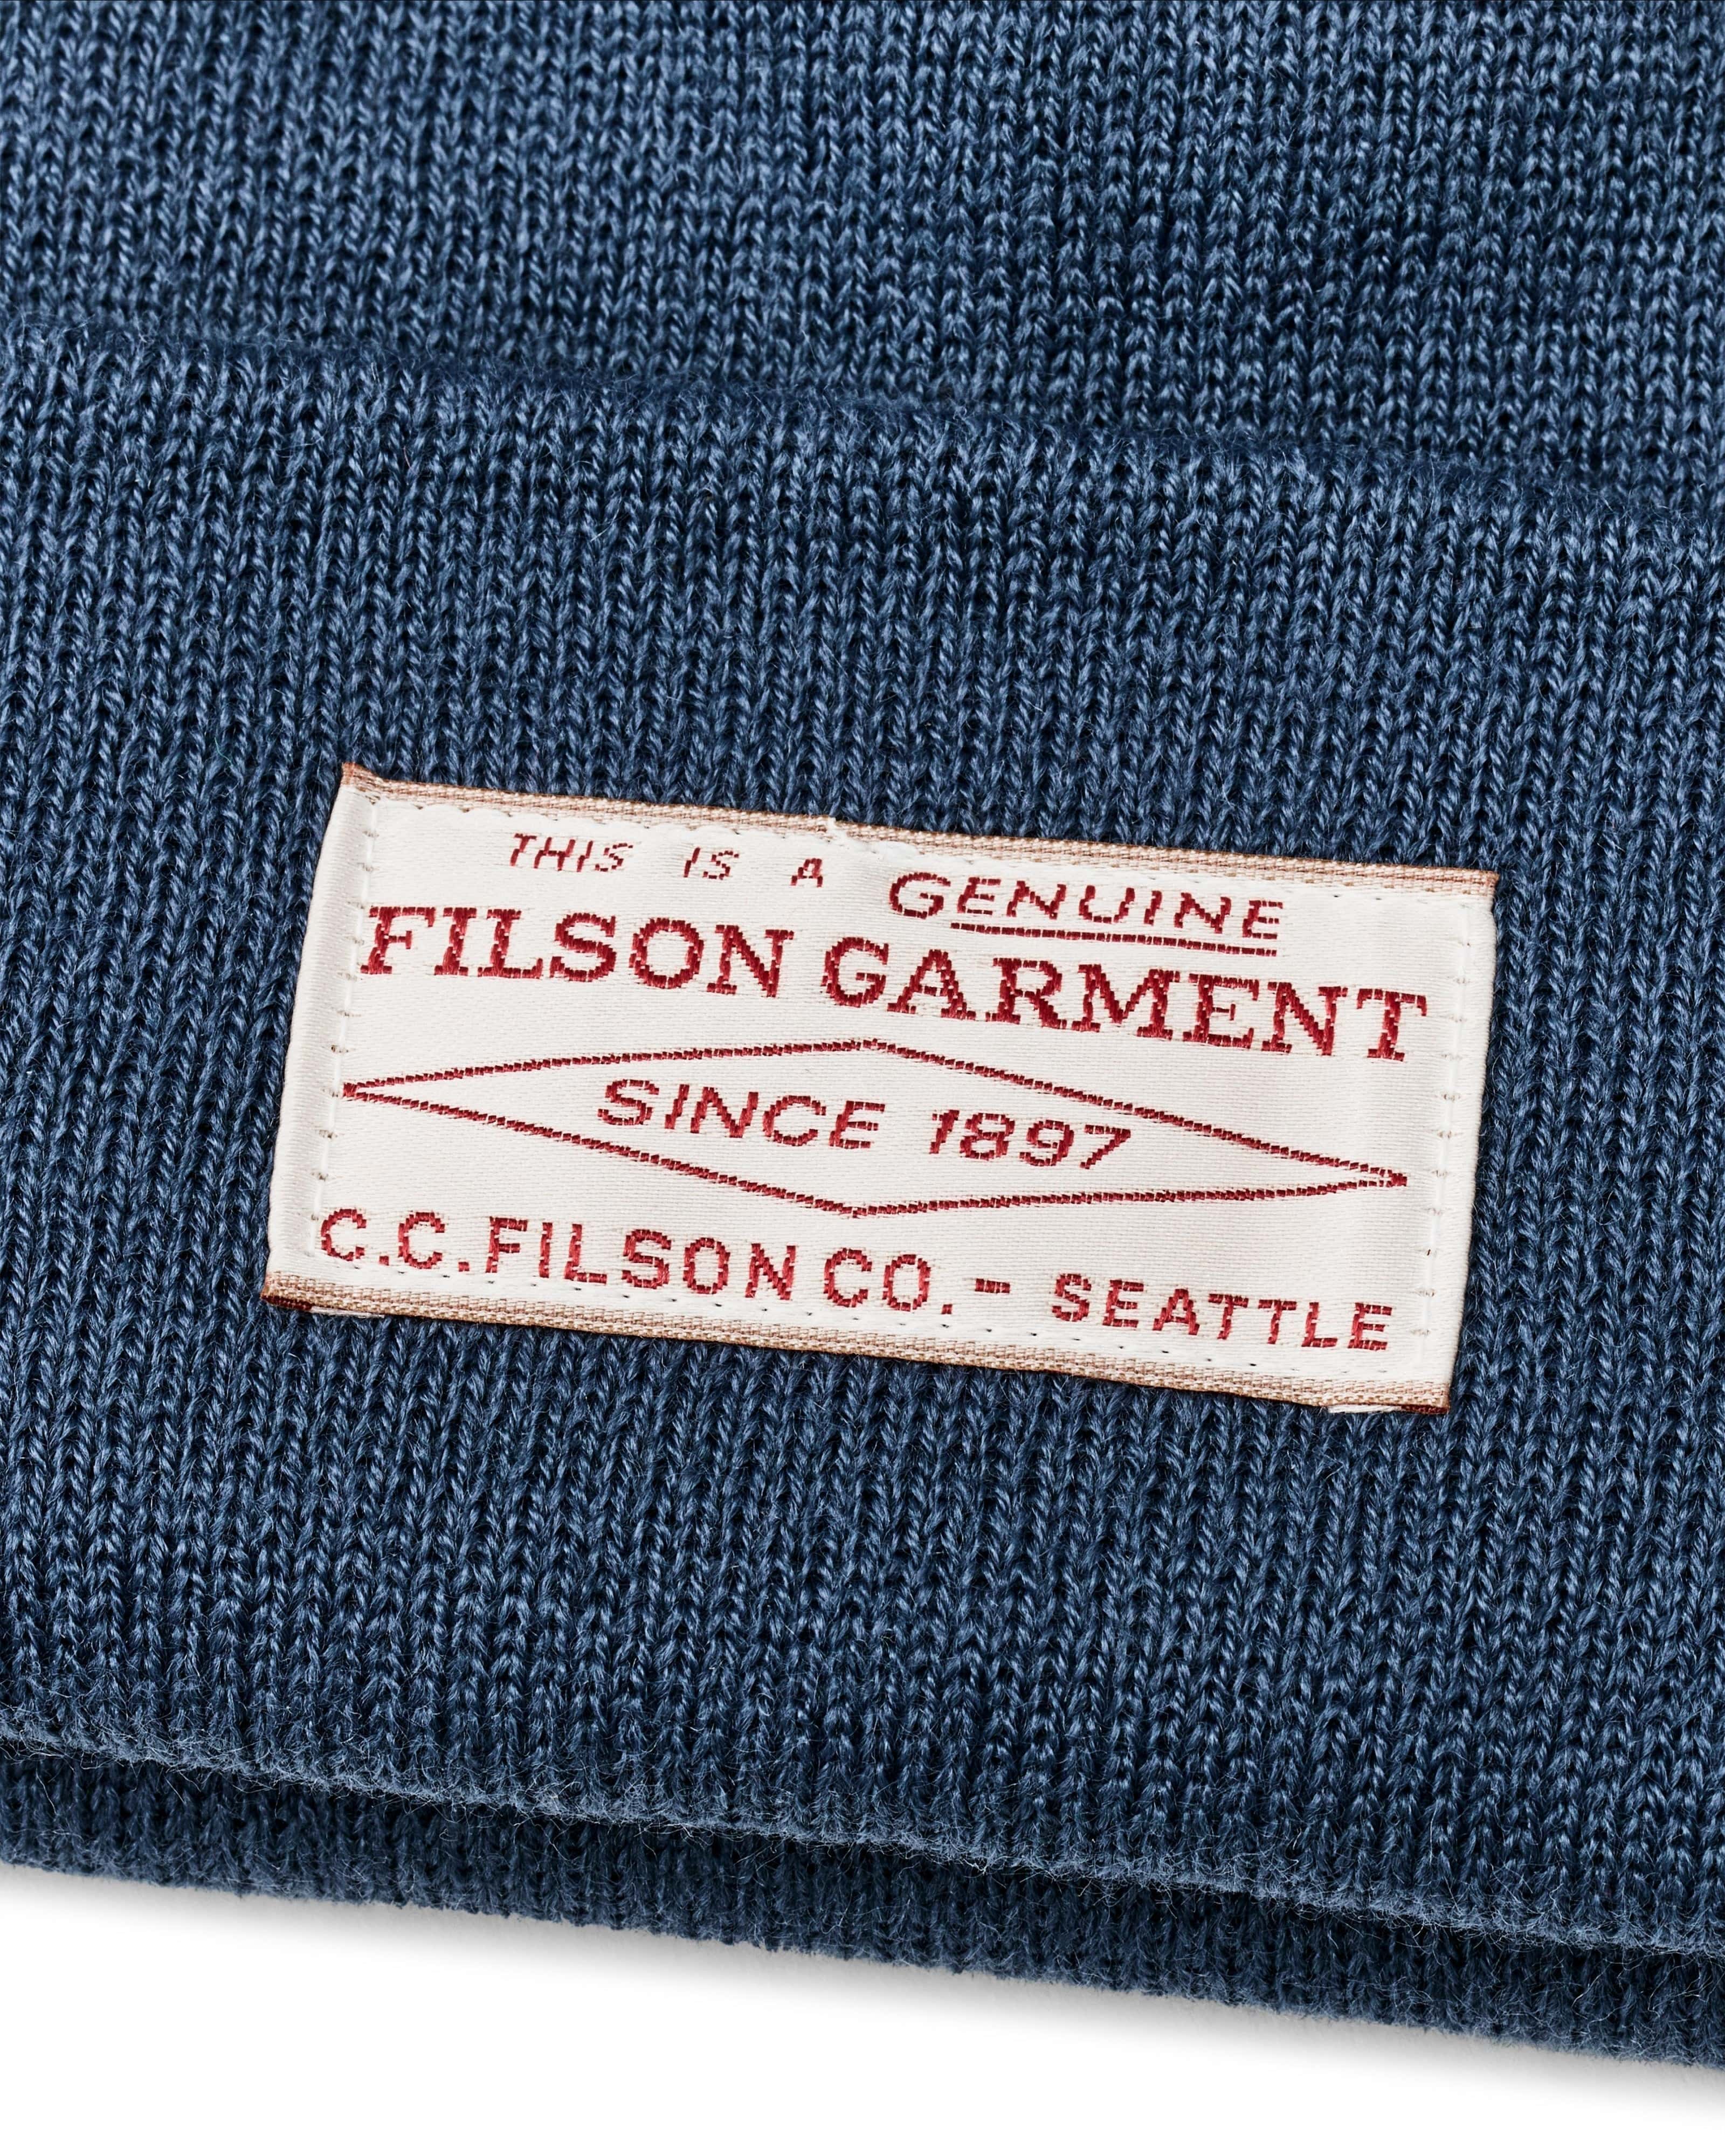 THIS IS A GENUINE
FILSON GARMENT
SINCE 1897
C.C. FILSON CO. - SEATTLE